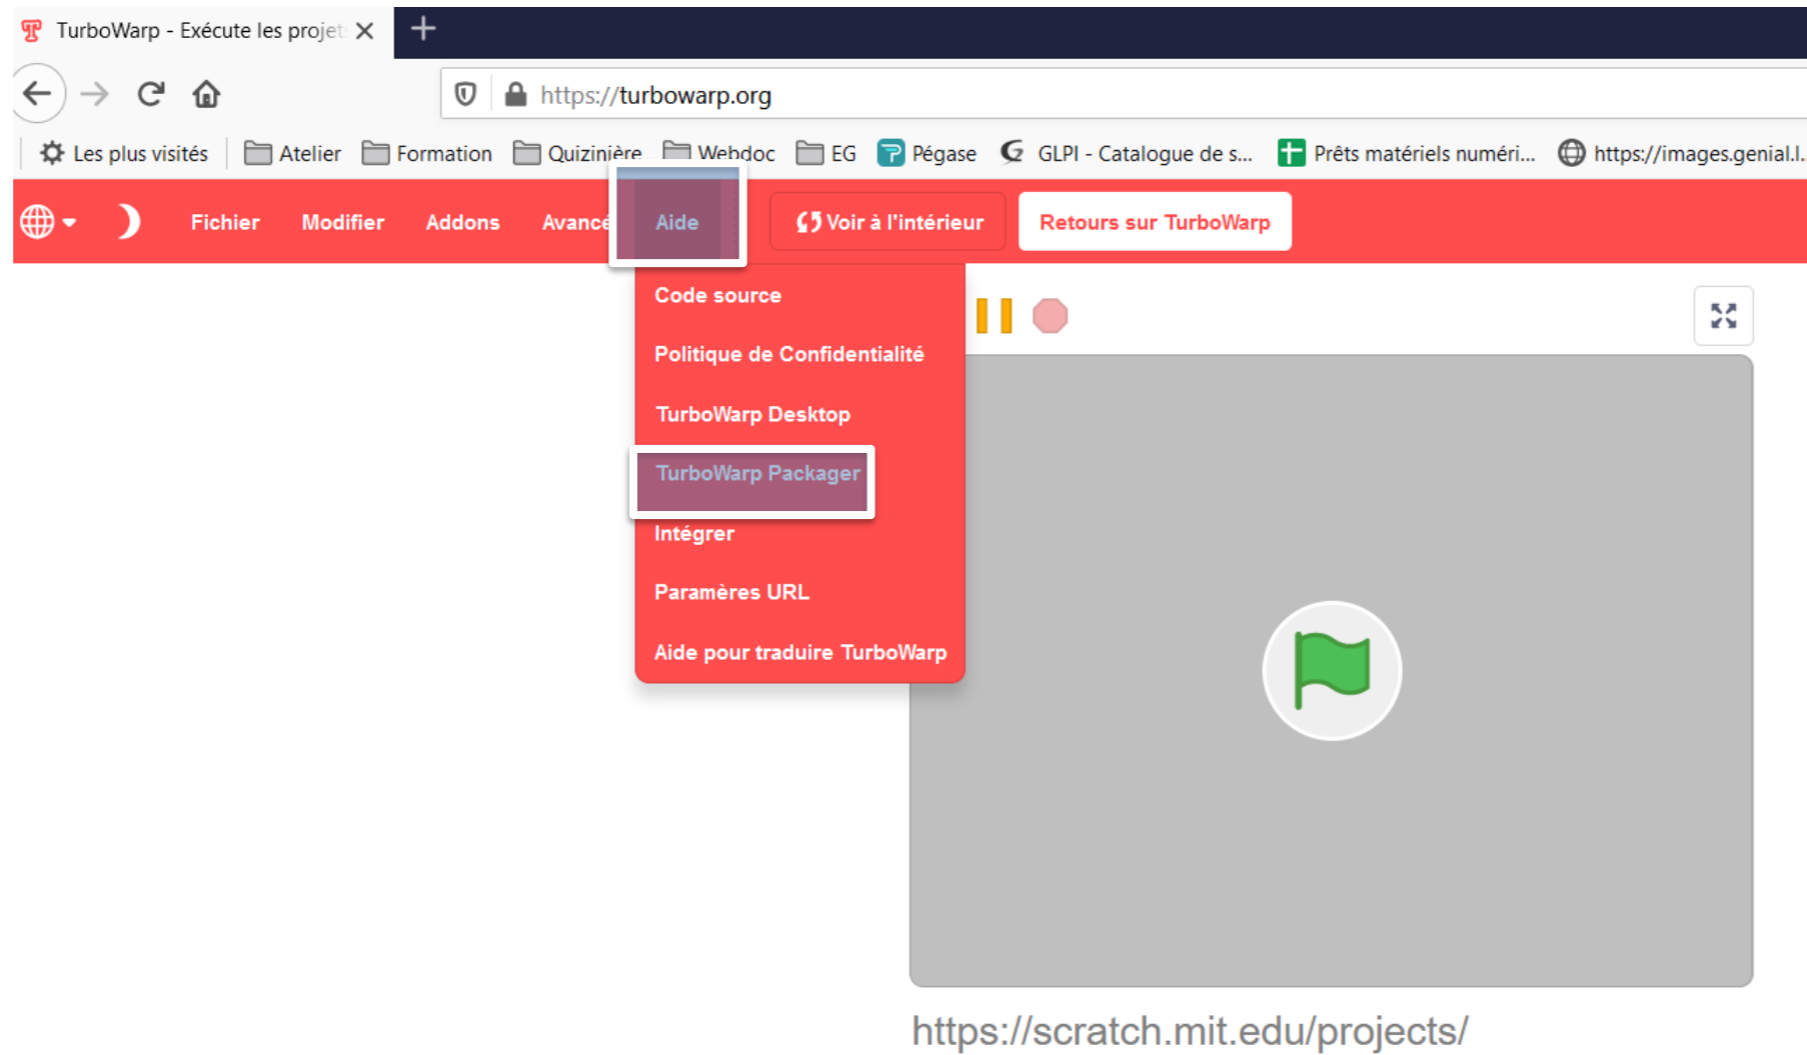 TurboWarp - Exécute les projet
https://turbowarp.org
Les plus visités Atelier Formation Quizinière Webdoc EG Pégase GLPI - Catalogue de s... Prêts matériels numéri... https://images.genial.l...
Fichier Modifier Addons Avancé Aide Voir à l'intérieur Retours sur TurboWarp
Code source
Politique de Confidentialité
TurboWarp Desktop
TurboWarp Packager
Intégrer
Paramères URL
Aide pour traduire TurboWarp
https://scratch.mit.edu/projects/